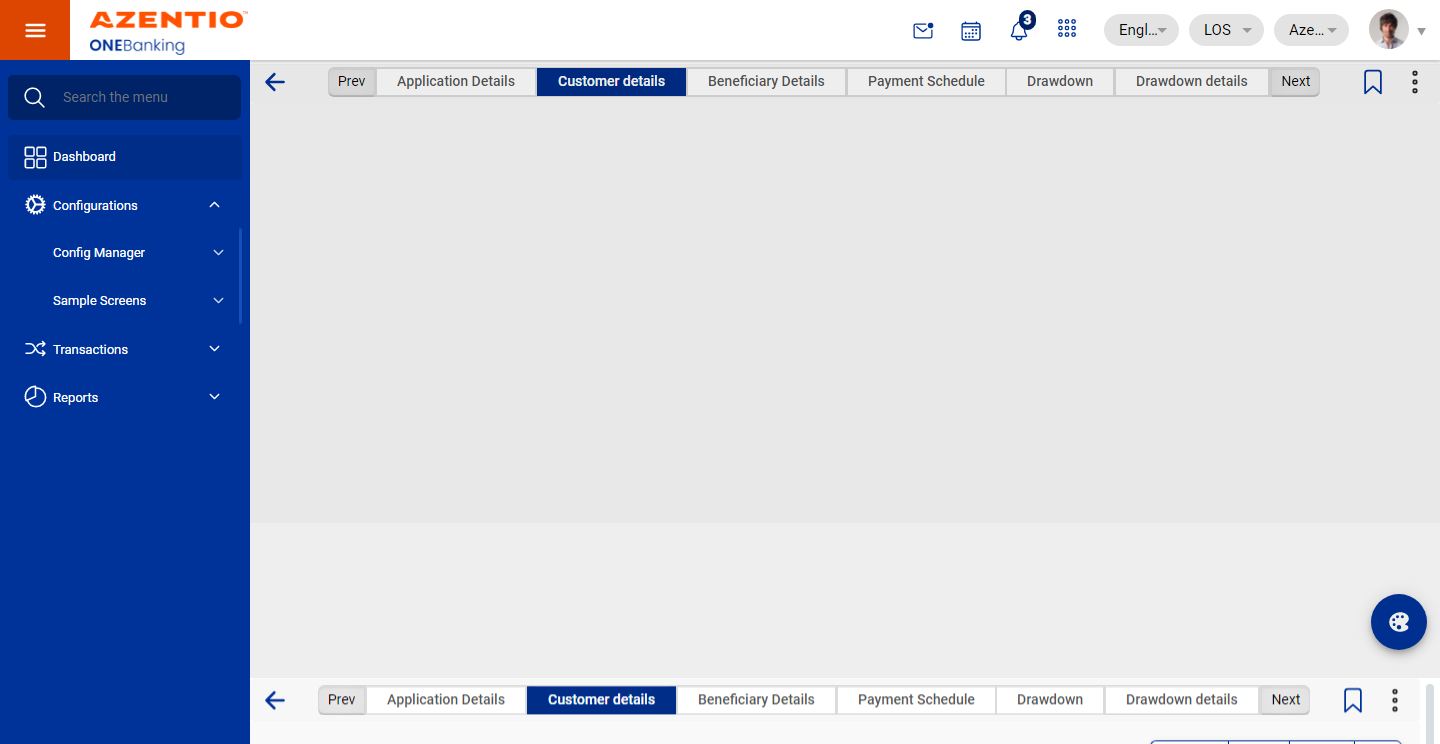 AZENTIO™
ONEBanking
3
Engl...
LOS
Aze...
Search the menu
Dashboard
Configurations
Config Manager
Sample Screens
Transactions
Reports
Prev Application Details Customer details Beneficiary Details Payment Schedule Drawdown Drawdown details Next
Prev Application Details Customer details Beneficiary Details Payment Schedule Drawdown Drawdown details Next